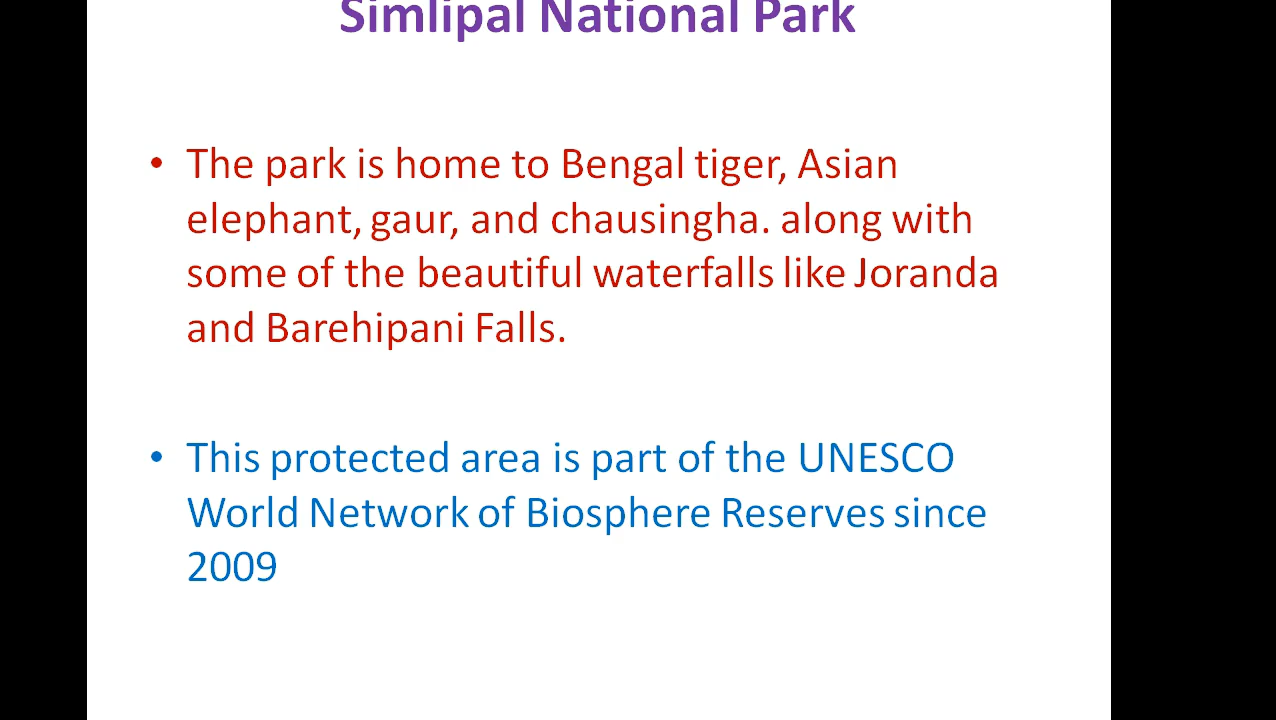 Simlipal National Park
• The park is home to Bengal tiger, Asian
elephant, gaur, and chausingha. along with
some of the beautiful waterfalls like Joranda
and Barehipani Falls.
• This protected area is part of the UNESCO
World Network of Biosphere Reserves since
2009